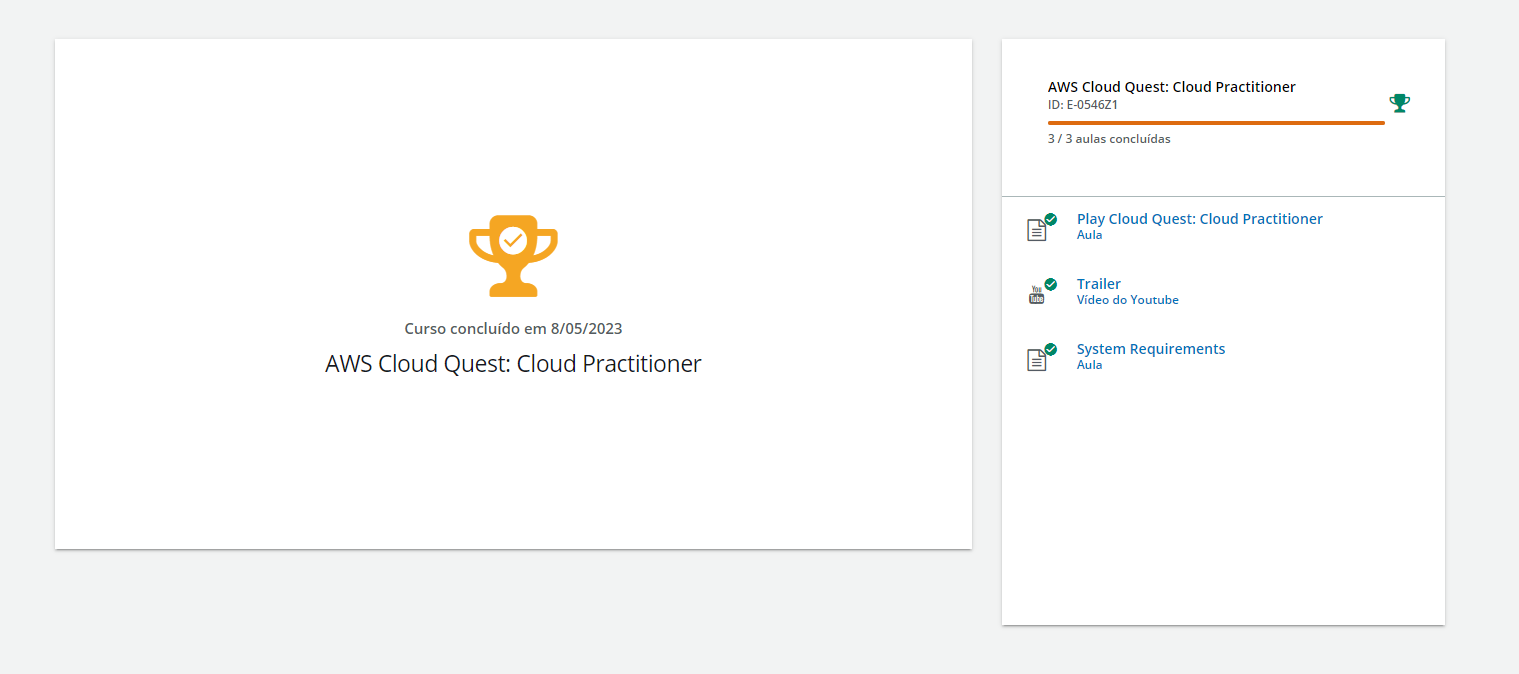 Curso concluído em 8/05/2023
AWS Cloud Quest: Cloud Practitioner
AWS Cloud Quest: Cloud Practitioner
ID: E-0546Z1
3 / 3 aulas concluídas
Play Cloud Quest: Cloud Practitioner
Aula
You
Tube
Trailer
Vídeo do Youtube
System Requirements
Aula